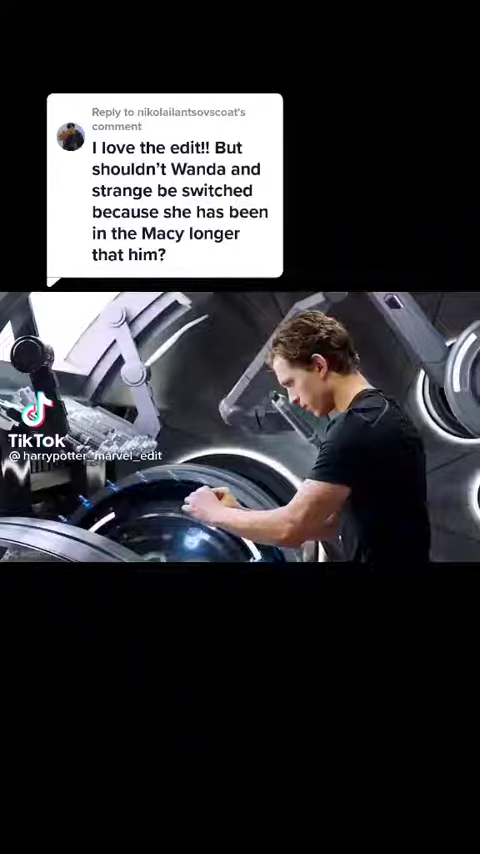 Reply to nikolailantsovscoat's
comment
I love the edit!! But
shouldn't Wanda and
strange be switched
because she has been
in the Macy longer
that him?
TikTok
@harrypotter_marvel_edit